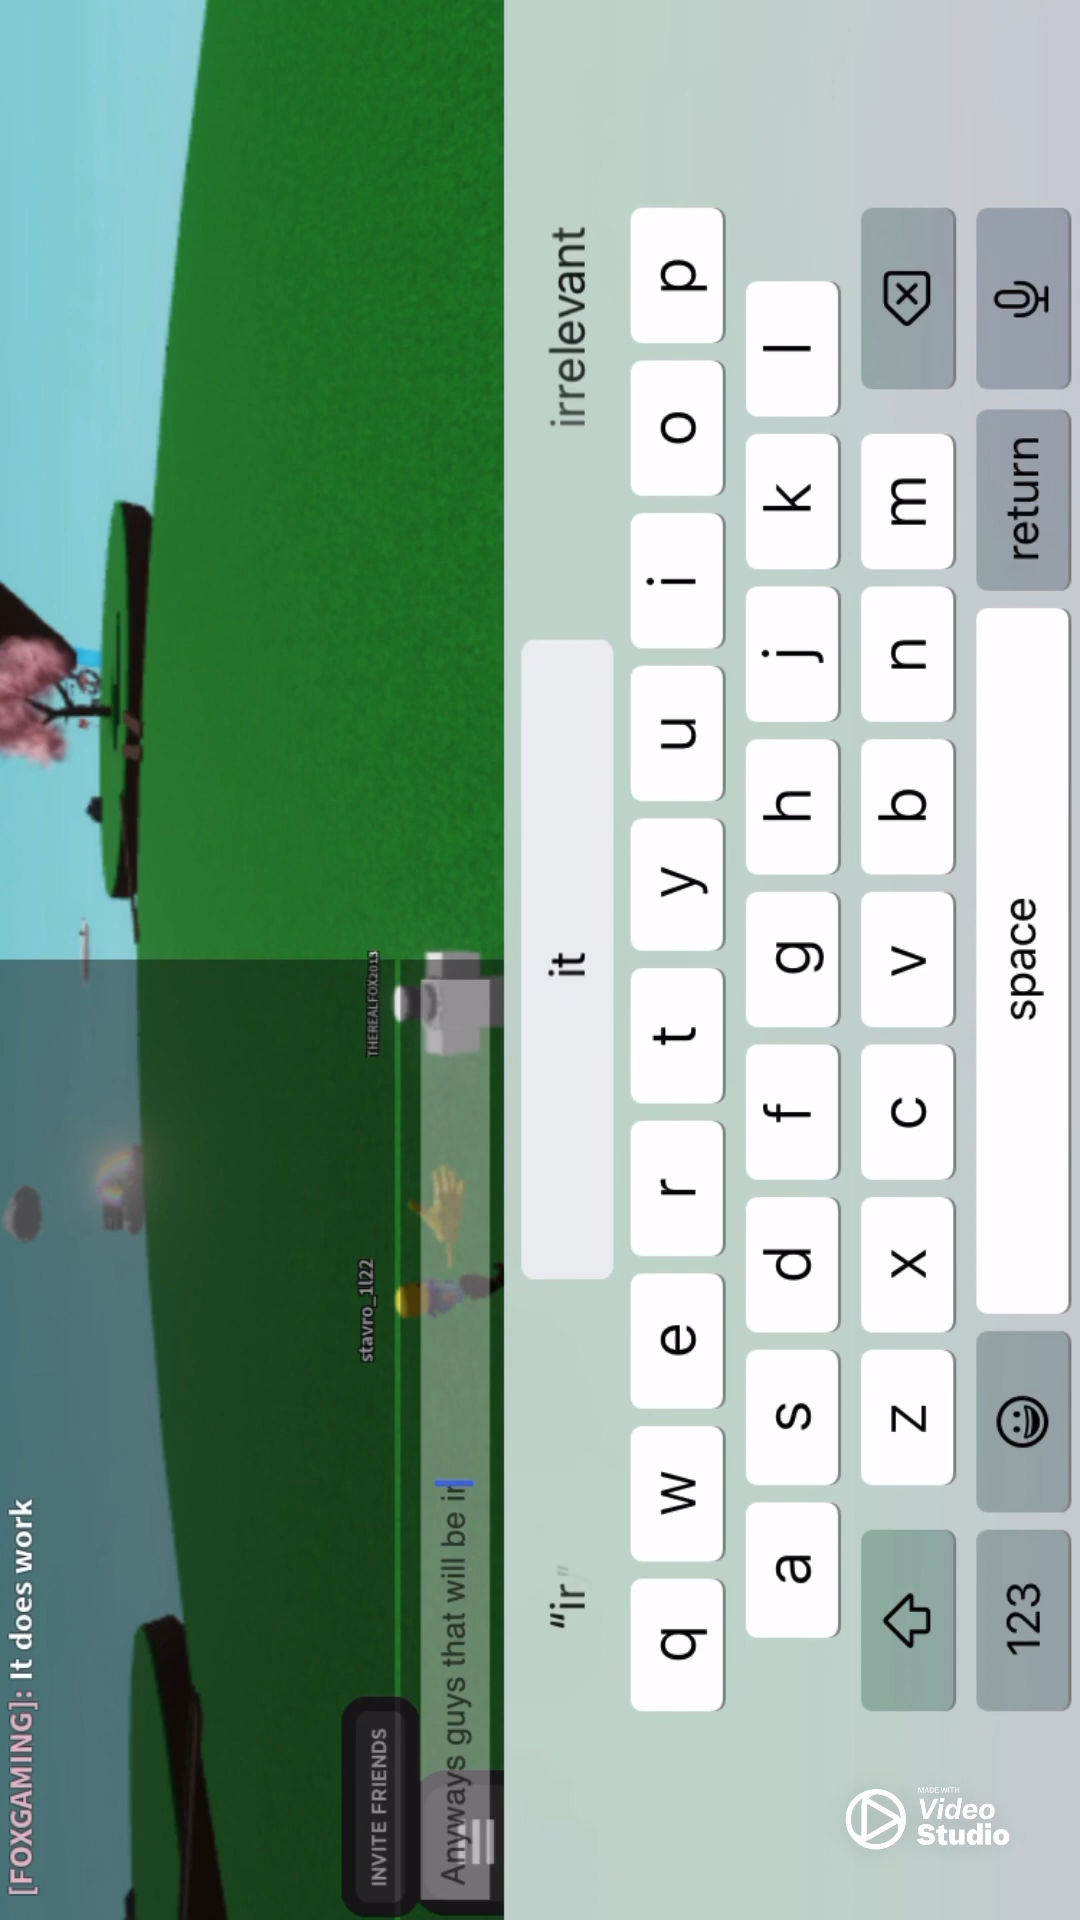 [FOXGAMING]: It does work
stavro_1l22
THEREALFOX2013
INVITE FRIENDS
Anyways guys that will be ir
"ir" it irrelevant
q w e r t y u i o p
a s d f g h j k l
z x c v b n m
123 space return
MADE WITH
Video
Studio